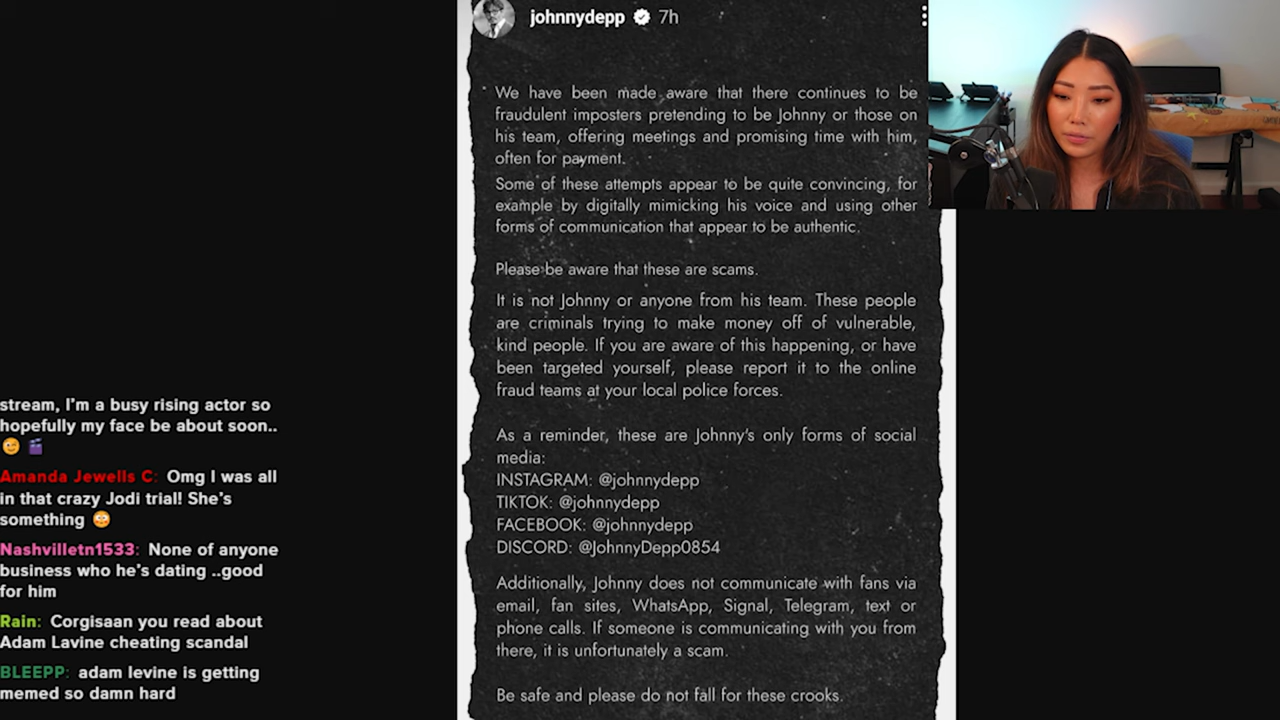 johnnydepp 7h
We have been made aware that there continues to be
fraudulent imposters pretending to be Johnny or those on
his team, offering meetings and promising time with him,
often for payment.
Some of these attempts appear to be quite convincing, for
example by digitally mimicking his voice and using other
forms of communication that appear to be authentic.
Please be aware that these are scams.
It is not Johnny or anyone from his team. These people
are criminals trying to make money off of vulnerable,
kind people. If you are aware of this happening, or have
been targeted yourself, please report it to the online
fraud teams at your local police forces.
As a reminder, these are Johnny's only forms of social
media:
INSTAGRAM: @johnnydepp
TIKTOK: @johnnydepp
FACEBOOK: @johnnydepp
DISCORD: @JohnnyDepp0854
Additionally, Johnny does not communicate with fans via
email, fan sites, WhatsApp, Signal, Telegram, text or
phone calls. If someone is communicating with you from
there, it is unfortunately a scam.
Be safe and please do not fall for these crooks.
stream, I'm a busy rising actor so
hopefully my face be about soon..
😉 🎬
Amanda Jewells C: Omg I was all
in that crazy Jodi trial! She's
something 😳
Nashvilletn1533: None of anyone
business who he's dating ..good
for him
Rain: Corgisaan you read about
Adam Lavine cheating scandal
BLEEPP: adam levine is getting
memed so damn hard